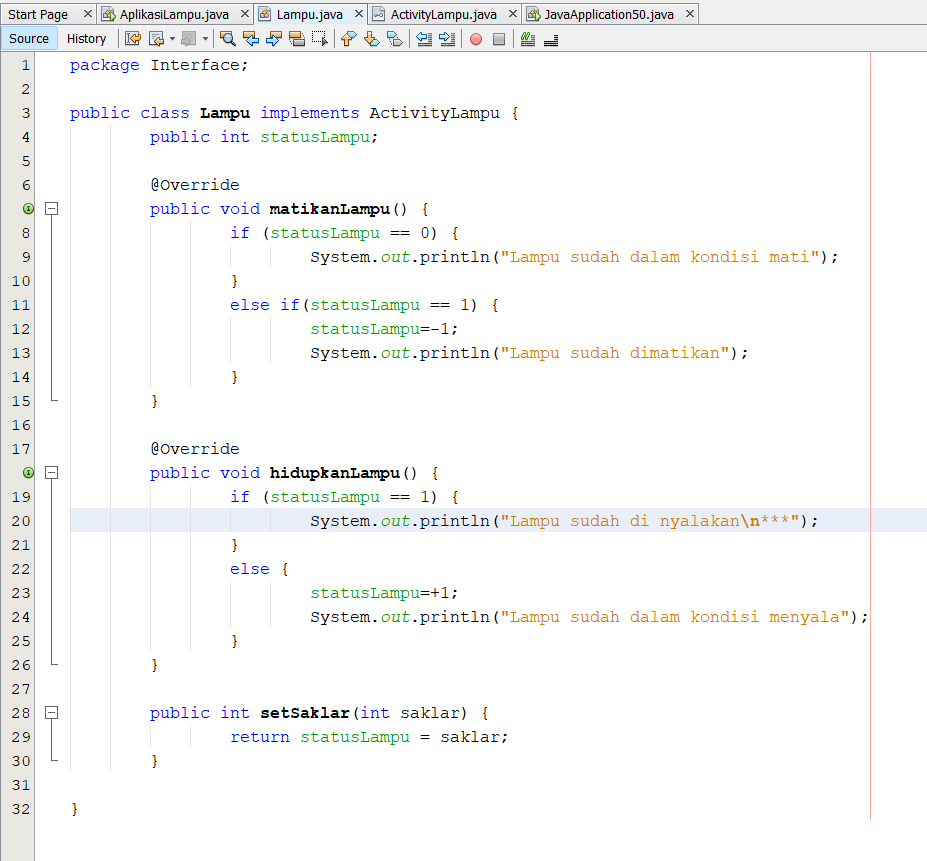 Start Page AplikasiLampu.java Lampu.java ActivityLampu.java JavaApplication50.java
Source History
1 package Interface;
2
3 public class Lampu implements ActivityLampu {
4 public int statusLampu;
5
6 @Override
public void matikanLampu() {
8 if (statusLampu == 0) {
9 System.out.println("Lampu sudah dalam kondisi mati");
10 }
11 else if(statusLampu == 1) {
12 statusLampu=-1;
13 System.out.println("Lampu sudah dimatikan");
14 }
15 }
16
17 @Override
public void hidupkanLampu() {
19 if (statusLampu == 1) {
20 System.out.println("Lampu sudah di nyalakan\n***");
21 }
22 else {
23 statusLampu=+1;
24 System.out.println("Lampu sudah dalam kondisi menyala");
25 }
26 }
27
28 public int setSaklar(int saklar) {
29 return statusLampu = saklar;
30 }
31
32 }